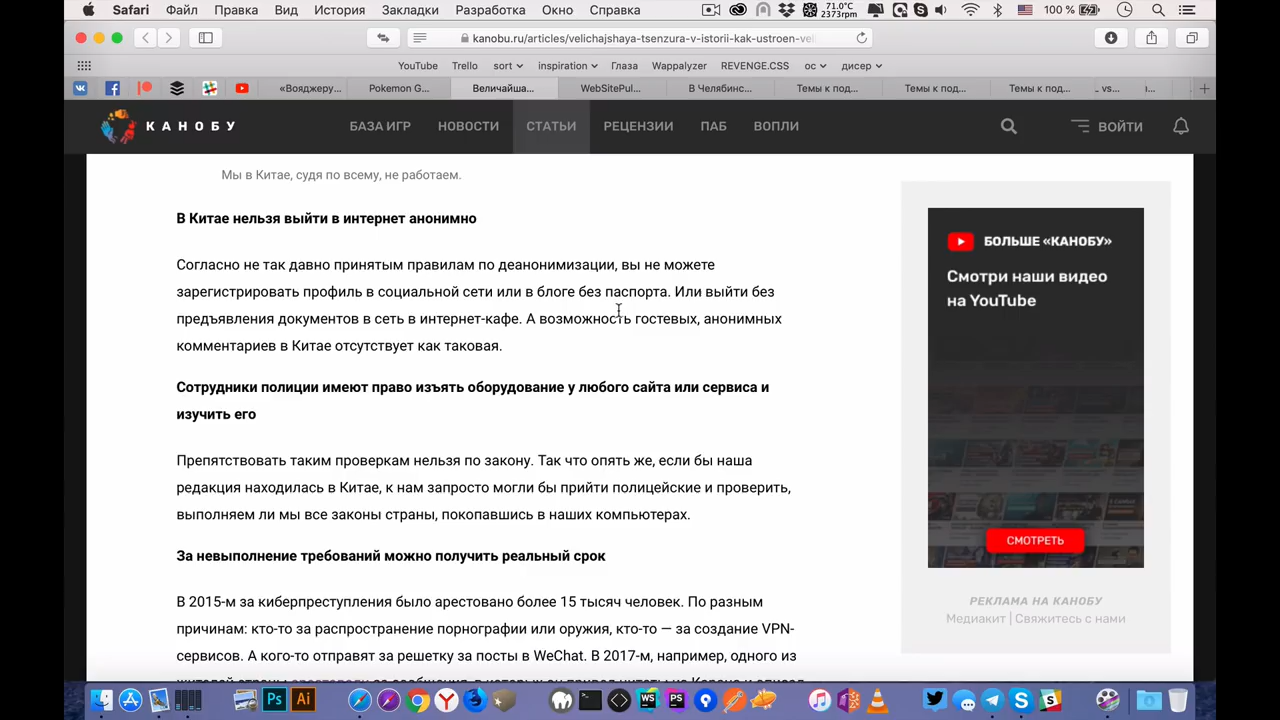 Safari Файл Правка Вид История Закладки Разработка Окно Справка 71.0°C 2373rpm 100 %
kanobu.ru/articles/velichajshaya-tsenzura-v-istorii-kak-ustroen-vel
YouTube Trello sort inspiration Глаза Wappalyzer REVENGE.CSS ос дисер
«Вояджеру... Pokemon G... Величайша... WebSitePul... В Челябинс... Темы к под... Темы к под... Темы к под... ... vs... і...
КАНОБУ БАЗА ИГР НОВОСТИ СТАТЬИ РЕЦЕНЗИИ ПАБ ВОПЛИ ВОЙТИ
Мы в Китае, судя по всему, не работаем.
В Китае нельзя выйти в интернет анонимно
Согласно не так давно принятым правилам по деанонимизации, вы не можете
зарегистрировать профиль в социальной сети или в блоге без паспорта. Или выйти без
предъявления документов в сеть в интернет-кафе. А возможность гостевых, анонимных
комментариев в Китае отсутствует как таковая.
Сотрудники полиции имеют право изъять оборудование у любого сайта или сервиса и
изучить его
Препятствовать таким проверкам нельзя по закону. Так что опять же, если бы наша
редакция находилась в Китае, к нам запросто могли бы прийти полицейские и проверить,
выполняем ли мы все законы страны, покопавшись в наших компьютерах.
За невыполнение требований можно получить реальный срок
В 2015-м за киберпреступления было арестовано более 15 тысяч человек. По разным
причинам: кто-то за распространение порнографии или оружия, кто-то — за создание VPN-
сервисов. А кого-то отправят за решетку за посты в WeChat. В 2017-м, например, одного из
БОЛЬШЕ «КАНОБУ»
Смотри наши видео
на YouTube
СМОТРЕТЬ
РЕКЛАМА НА КАНОБУ
Медиакит | Свяжитесь с нами
Ps Ai WS PS